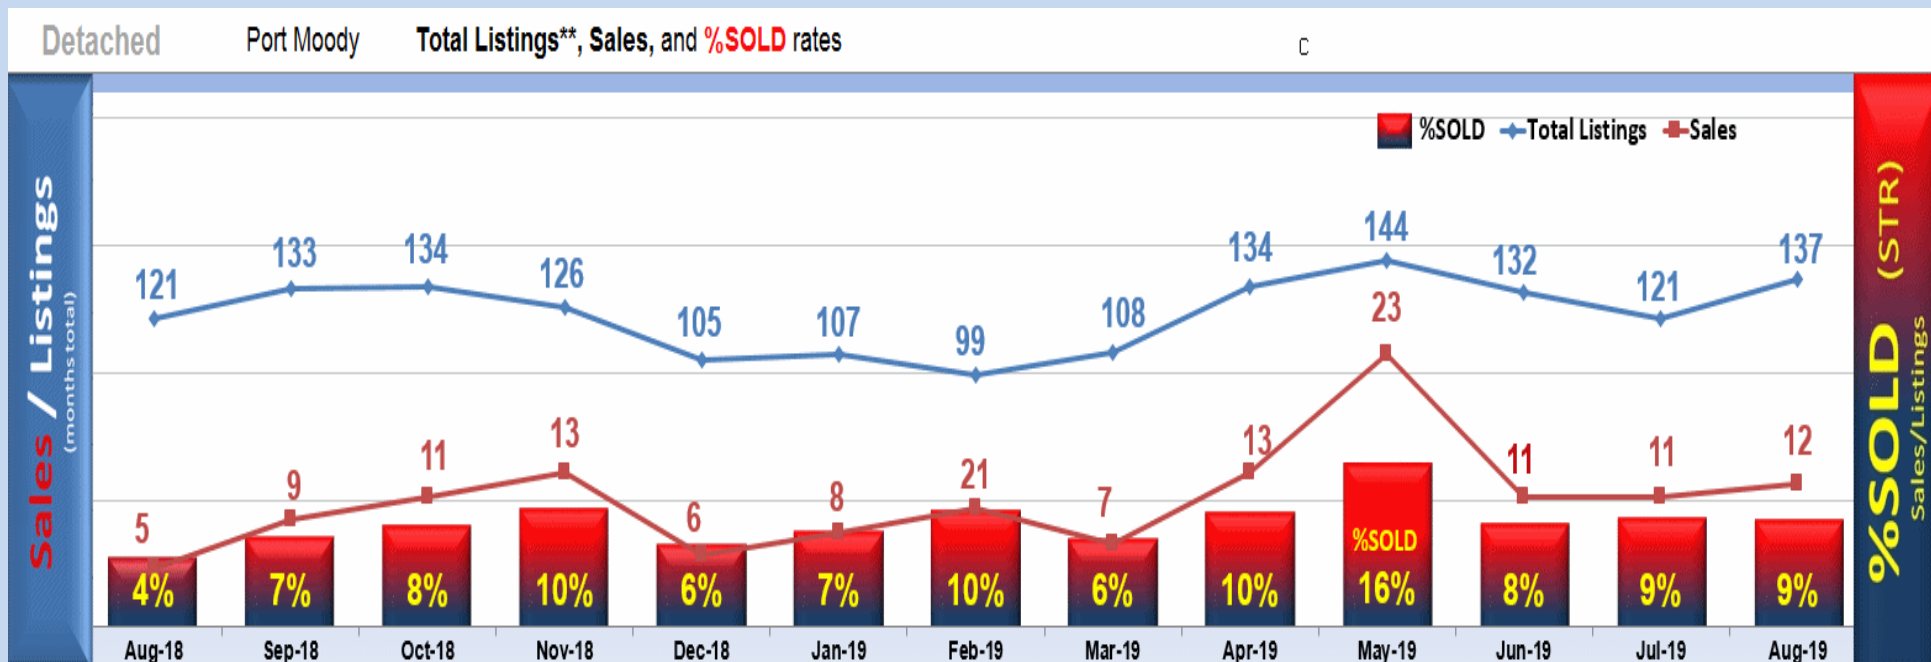 Detached Port Moody Total Listings**, Sales, and %SOLD rates C
%SOLD Total Listings Sales
Sales / Listings
(months total)
%SOLD (STR)
Sales/Listings
121 133 134 126 105 107 99 108 134 144 132 121 137
5 9 11 13 6 8 21 7 13 23 11 11 12
%SOLD
4% 7% 8% 10% 6% 7% 10% 6% 10% 16% 8% 9% 9%
Aug-18 Sep-18 Oct-18 Nov-18 Dec-18 Jan-19 Feb-19 Mar-19 Apr-19 May-19 Jun-19 Jul-19 Aug-19